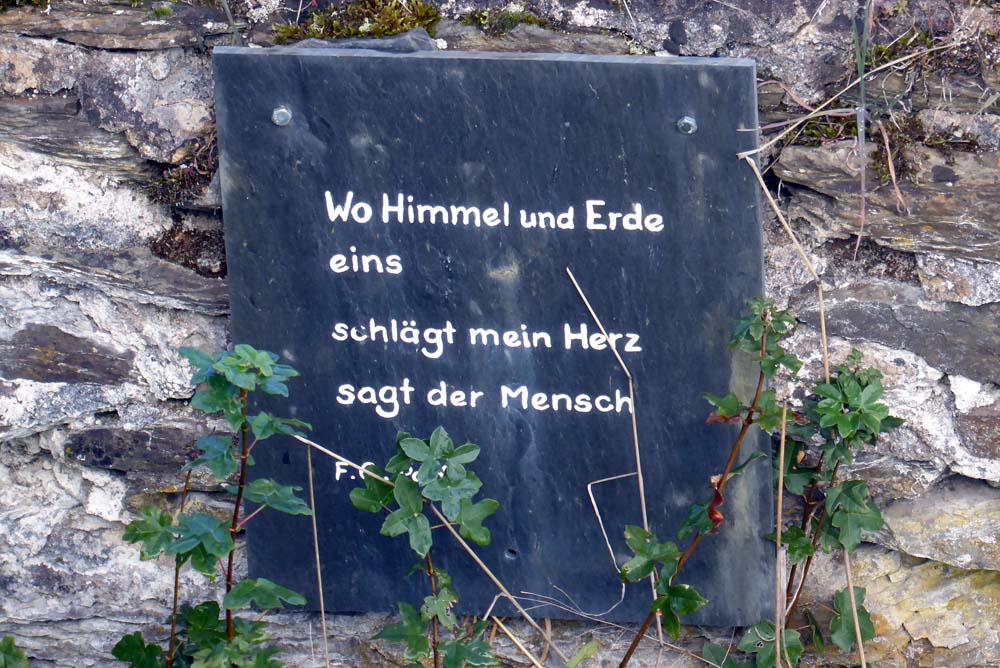 Wo Himmel und Erde
eins
schlägt mein Herz
sagt der Mensch